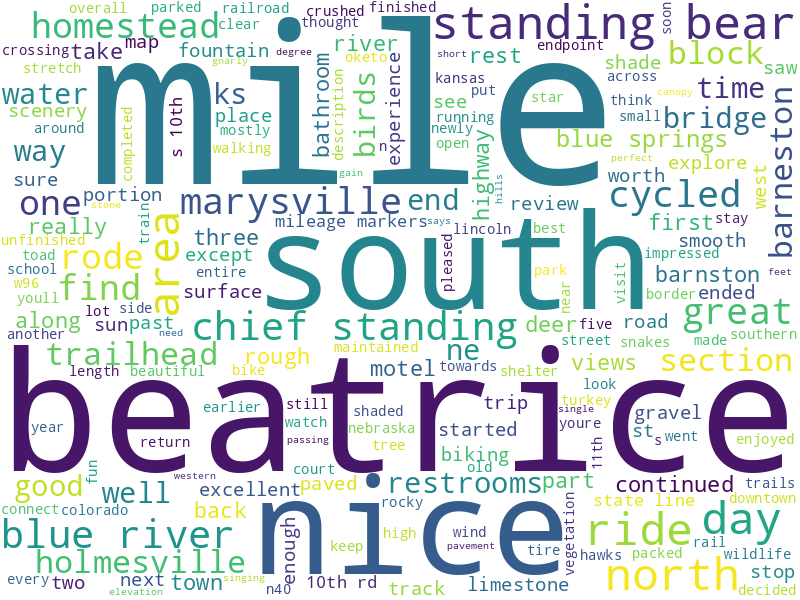 overall parked railroad crushed finished
homestead mile standing bear soon
crossing take map fountain thought river oketo short endpoint shade block saw
stretch degree gnarly rest kansas put across canopy time
water ks birds experience see star think
scenery completed s 10th place bathroom description running newly small bridge barneston
around mostly walking n open blue springs
way gain highway hills perfect explore west
sure portion one marysville end worth cycled
stone mileage markers says review stay
really train area three lincoln best first impressed
unfinished rode except south pleased park smooth
toad school entire visit barnston
w96 youll find surface near border feet
lot side sun past chief standing deer five road ended great
along another need street snakes made southern
trailhead rough maintained ne towards views section
length beautiful bike motel shelter look
earlier still shaded turkey single
year watch nebraska trip youre gravel
return passing tree started st s went enjoyed
beatrice
fun court biking old 11th
good western excellent paved restrooms part continued trails
connect colorado well back rocky state line downtown
blue river nice high wind vegetation ride day
holmesville enough keep pavement tire hawks packed rail wildlife
every two next town singing track limestone north stop
elevation n40 10th rd decided